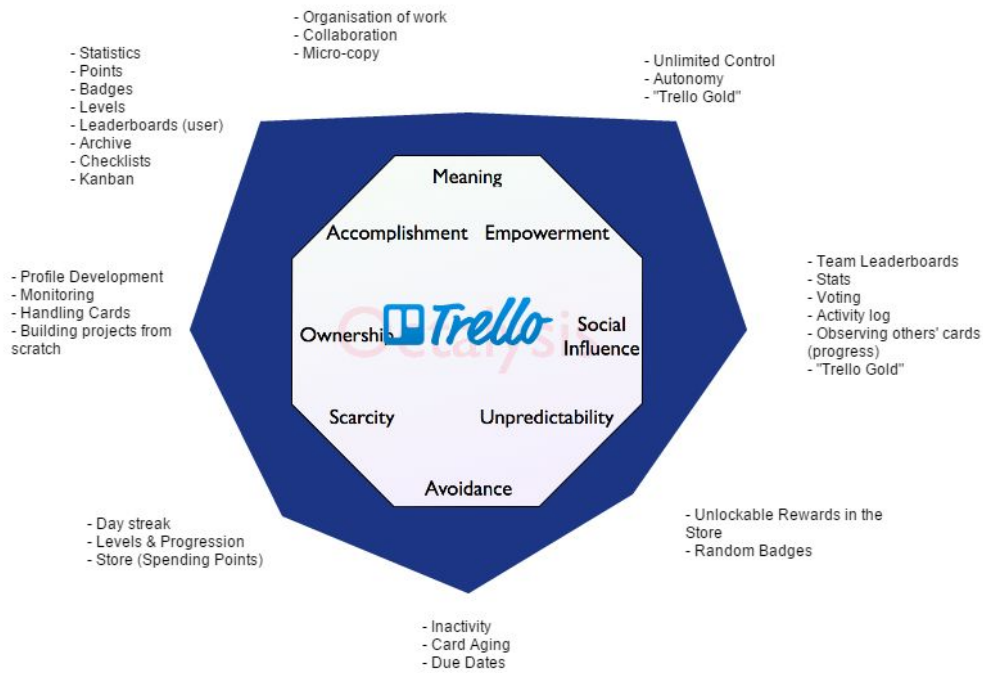 - Organisation of work
- Collaboration
- Micro-copy
- Statistics
- Points
- Badges
- Levels
- Leaderboards (user)
- Archive
- Checklists
- Kanban
- Unlimited Control
- Autonomy
- "Trello Gold"
Meaning
Accomplishment
Empowerment
- Profile Development
- Monitoring
- Handling Cards
- Building projects from
scratch
Ownership
Trello
Octalysis
Social
Influence
- Team Leaderboards
- Stats
- Voting
- Activity log
- Observing others' cards
(progress)
- "Trello Gold"
Scarcity
Unpredictability
Avoidance
- Day streak
- Levels & Progression
- Store (Spending Points)
- Unlockable Rewards in the
Store
- Random Badges
- Inactivity
- Card Aging
- Due Dates